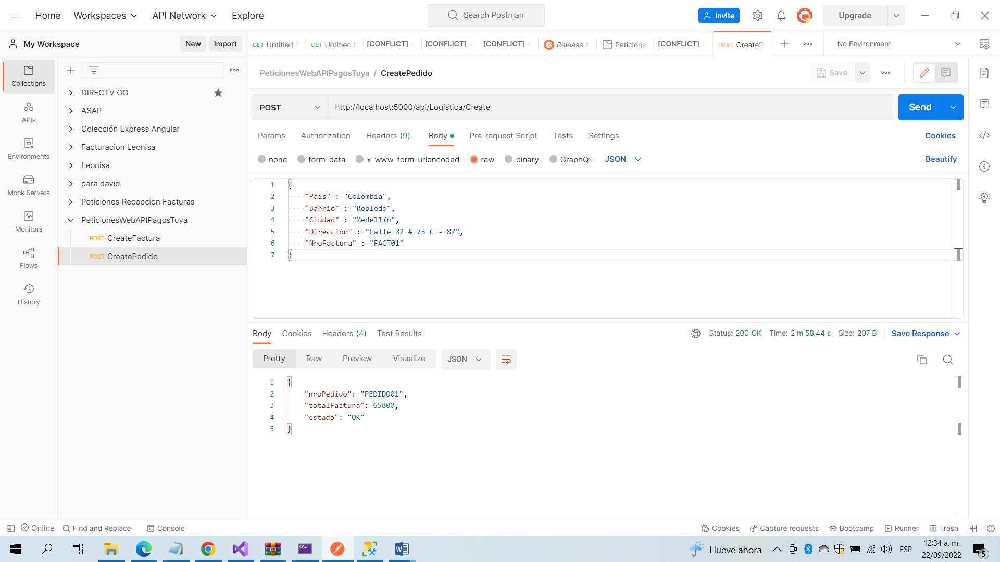 Home Workspaces API Network Explore Search Postman Invite Upgrade
My Workspace New Import GET Untitled GET Untitled [CONFLICT] [CONFLICT] [CONFLICT] Release Peticione [CONFLICT] POST CreateP No Environment
PeticionesWebAPIPagosTuya / CreatePedido Save
Collections
APIs
Environments
Mock Servers
Monitors
Flows
History
DIRECTV GO
ASAP
Colección Express Angular
Facturacion Leonisa
Leonisa
para david
Peticiones Recepcion Facturas
PeticionesWebAPIPagosTuya
POST CreateFactura
POST CreatePedido
POST http://localhost:5000/api/Logistica/Create Send
Params Authorization Headers (9) Body Pre-request Script Tests Settings Cookies
none form-data x-www-form-urlencoded raw binary GraphQL JSON Beautify
1 {
2 "Pais" : "Colombia",
3 "Barrio" : "Robledo",
4 "Ciudad" : "Medellín",
5 "Direccion" : "Calle 82 # 73 C - 87",
6 "NroFactura" : "FACT01"
7 }
Body Cookies Headers (4) Test Results Status: 200 OK Time: 2 m 58.44 s Size: 207 B Save Response
Pretty Raw Preview Visualize JSON
1 {
2 "nroPedido": "PEDIDO01",
3 "totalFactura": 65800,
4 "estado": "OK"
5 }
Online Find and Replace Console Cookies Capture requests Bootcamp Runner Trash
Llueve ahora ESP 12:34 a. m.
22/09/2022 5